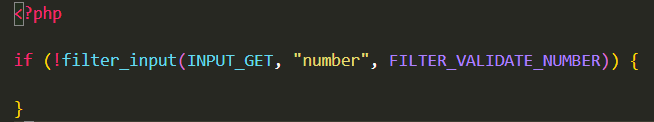 <?php
if (!filter_input(INPUT_GET, "number", FILTER_VALIDATE_NUMBER)) {
}